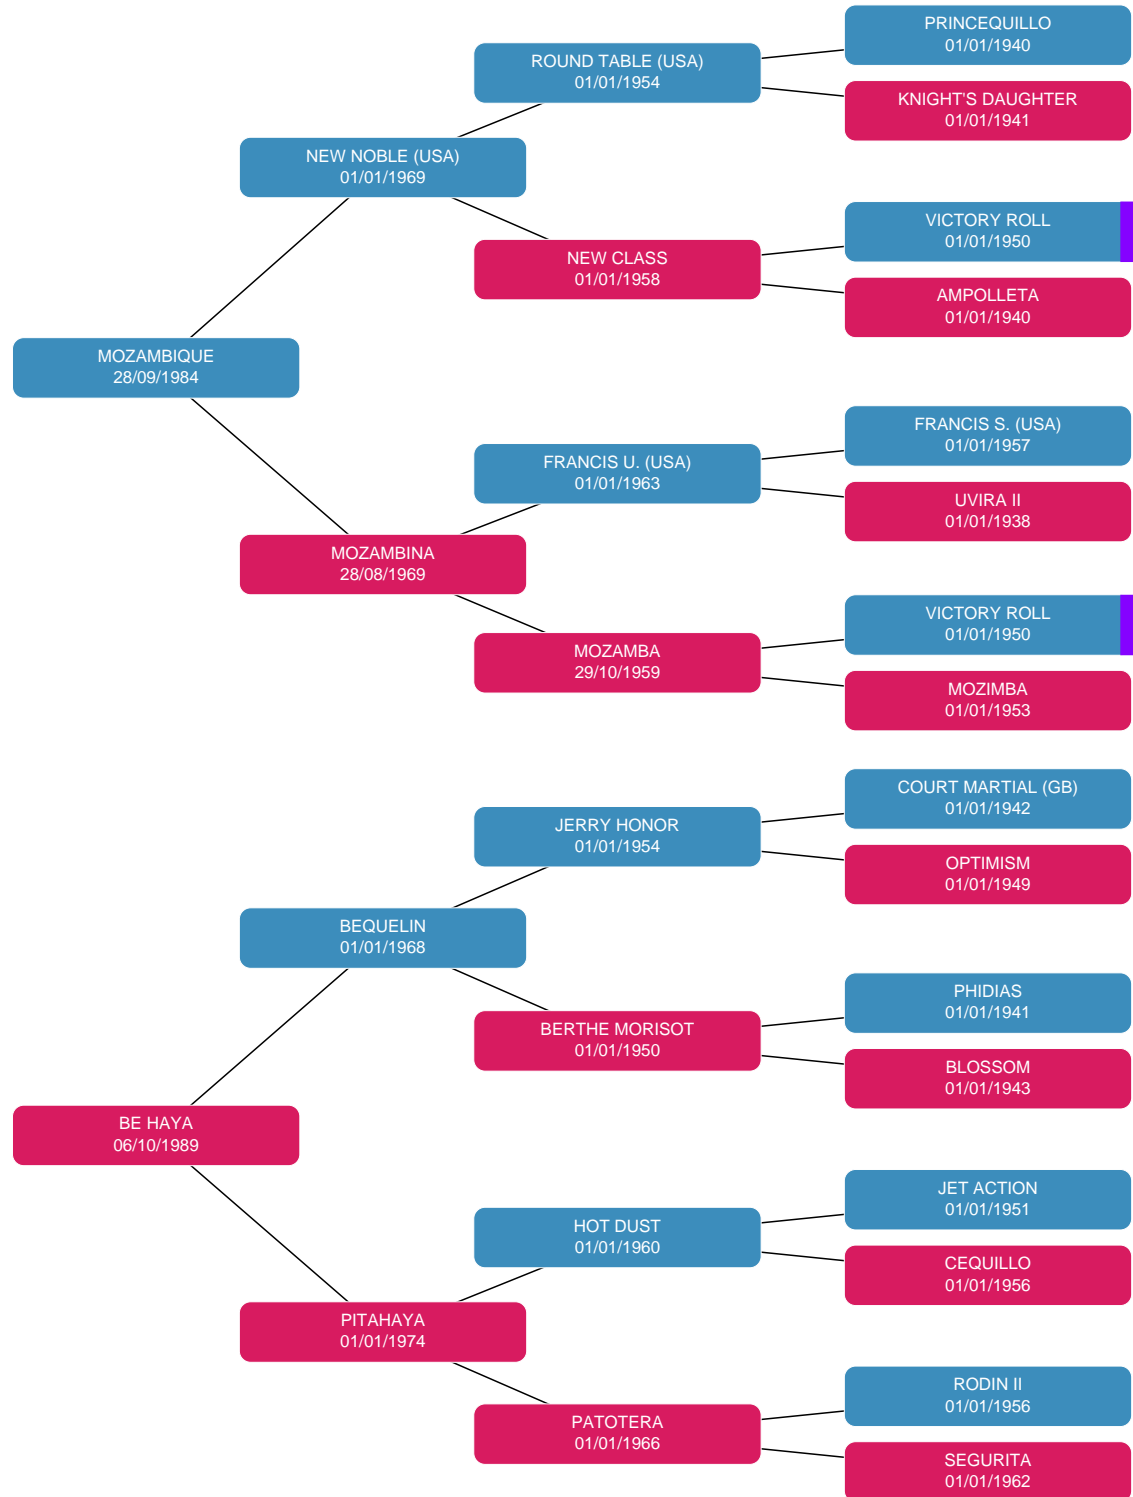 PRINCEQUILLO
01/01/1940
ROUND TABLE (USA)
01/01/1954
KNIGHT'S DAUGHTER
01/01/1941
NEW NOBLE (USA)
01/01/1969
VICTORY ROLL
01/01/1950
NEW CLASS
01/01/1958
AMPOLLETA
01/01/1940
MOZAMBIQUE
28/09/1984
FRANCIS S. (USA)
01/01/1957
FRANCIS U. (USA)
01/01/1963
UVIRA II
01/01/1938
MOZAMBINA
28/08/1969
VICTORY ROLL
01/01/1950
MOZAMBA
29/10/1959
MOZIMBA
01/01/1953
COURT MARTIAL (GB)
01/01/1942
JERRY HONOR
01/01/1954
OPTIMISM
01/01/1949
BEQUELIN
01/01/1968
PHIDIAS
01/01/1941
BERTHE MORISOT
01/01/1950
BLOSSOM
01/01/1943
BE HAYA
06/10/1989
JET ACTION
01/01/1951
HOT DUST
01/01/1960
CEQUILLO
01/01/1956
PITAHAYA
01/01/1974
RODIN II
01/01/1956
PATOTERA
01/01/1966
SEGURITA
01/01/1962